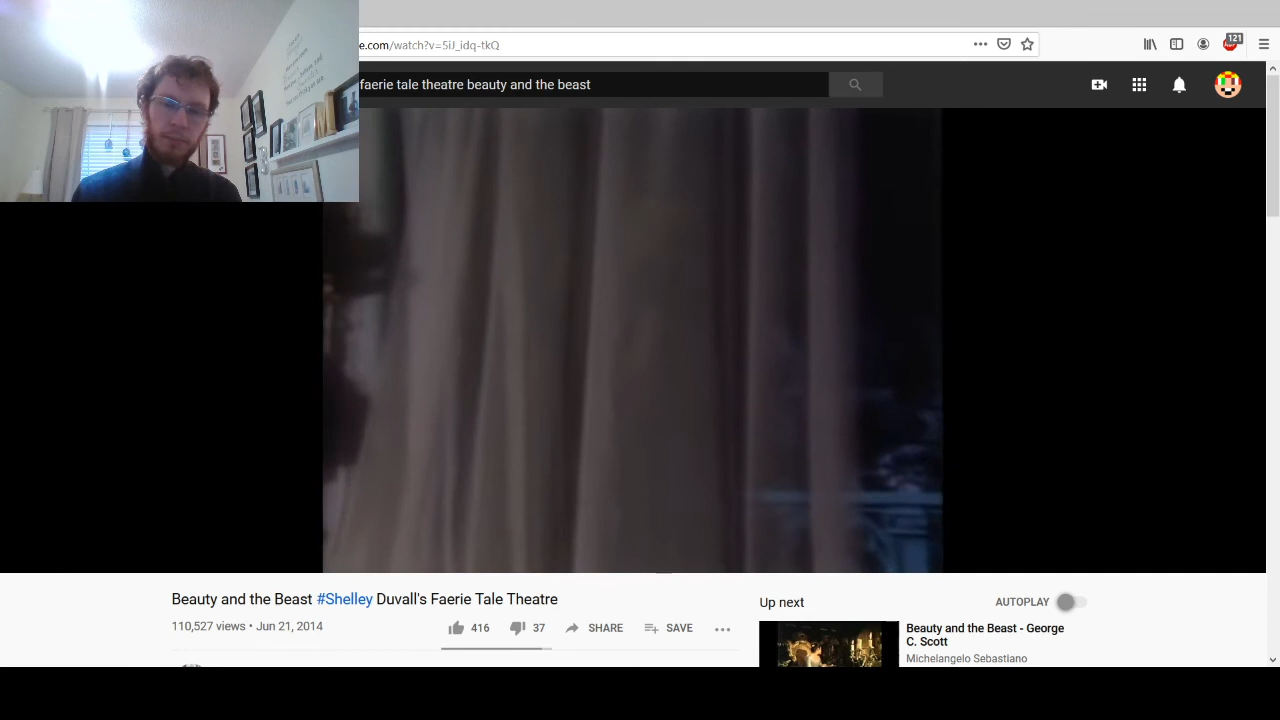 e.com/watch?v=5iJ_idq-tkQ
121
faerie tale theatre beauty and the beast
Beauty and the Beast #Shelley Duvall's Faerie Tale Theatre
110,527 views • Jun 21, 2014
416
37
SHARE
SAVE
Up next
AUTOPLAY
Beauty and the Beast - George
C. Scott
Michelangelo Sebastiano